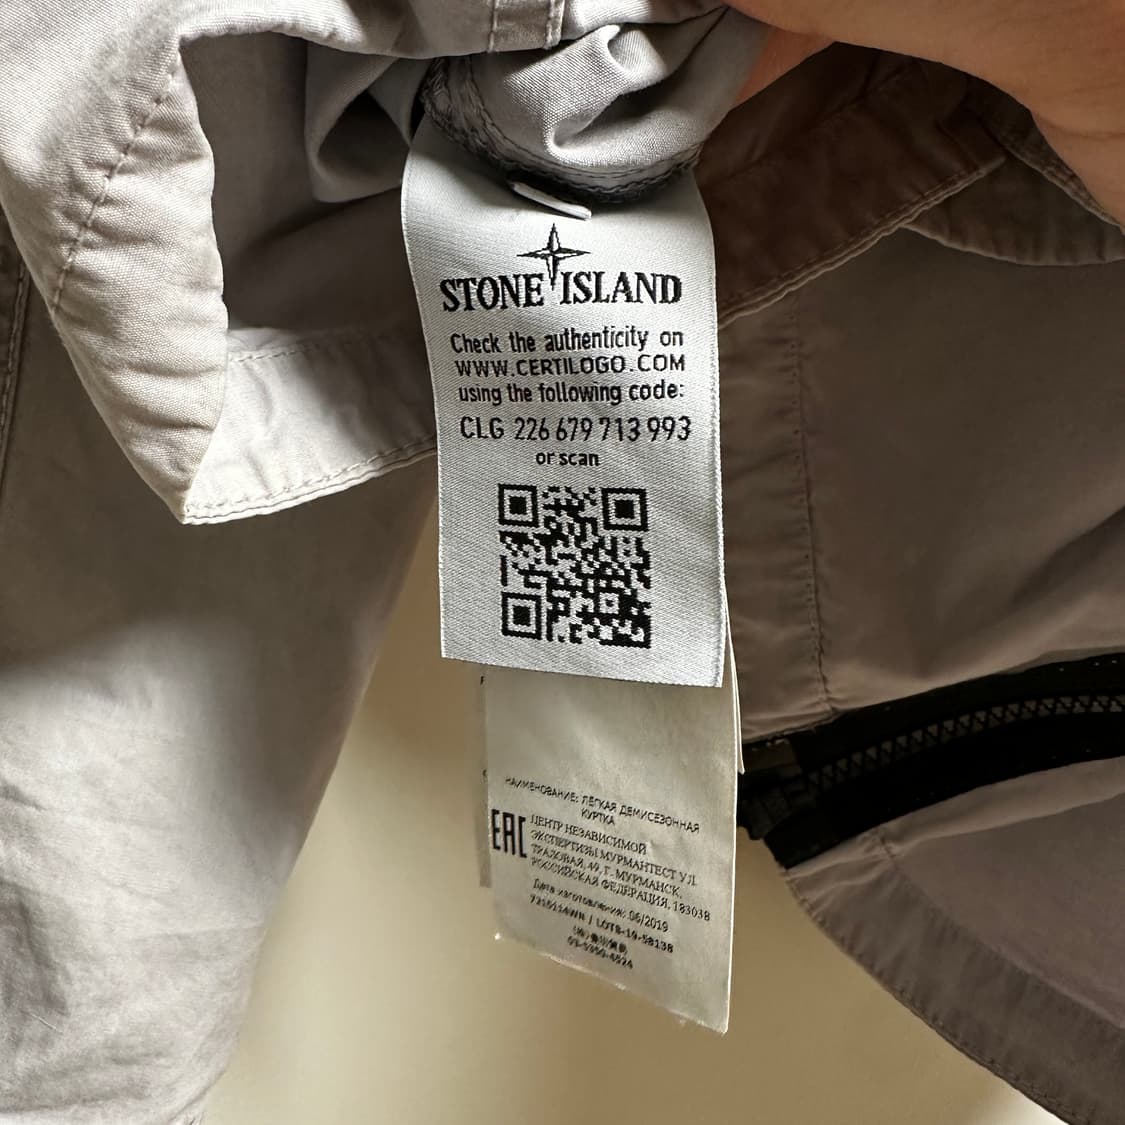 STONE ISLAND
Check the authenticity on
WWW.CERTILOGO.COM
using the following code:
CLG 226 679 713 993
or scan
НАИМЕНОВАНИЕ: ЛЕГКАЯ ДЕМИСЕЗОННАЯ
КУРТКА
EAC
ЦЕНТР НЕЗАВИСИМОЙ
ЭКСПЕРТИЗЫ МУРМАНТЕСТ УЛ.
ТРАЛОВАЯ, 49, Г. МУРМАНСК,
РОССИЙСКАЯ ФЕДЕРАЦИЯ, 183038
Дата изготовления: 06/2019